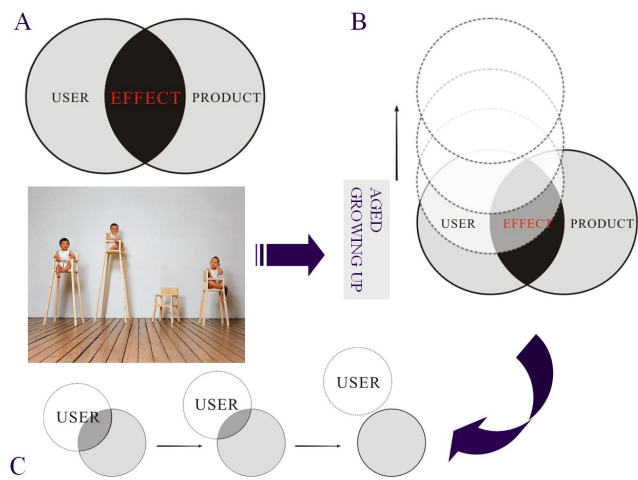 A
USER EFFECT PRODUCT
B
AGED
GROWING UP
USER EFFECT PRODUCT
C
USER
USER
USER